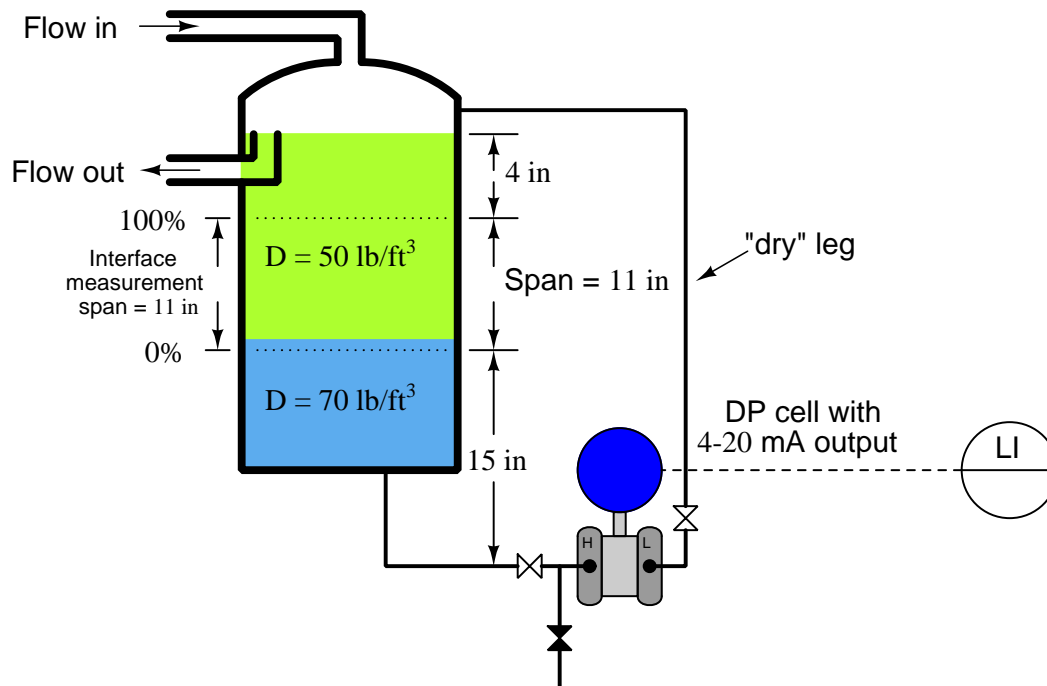 Flow in
Flow out
4 in
100%
D = 50 lb/ft³
Interface
measurement
span = 11 in
Span = 11 in
"dry" leg
0%
D = 70 lb/ft³
15 in
DP cell with
4-20 mA output
LI
H
L